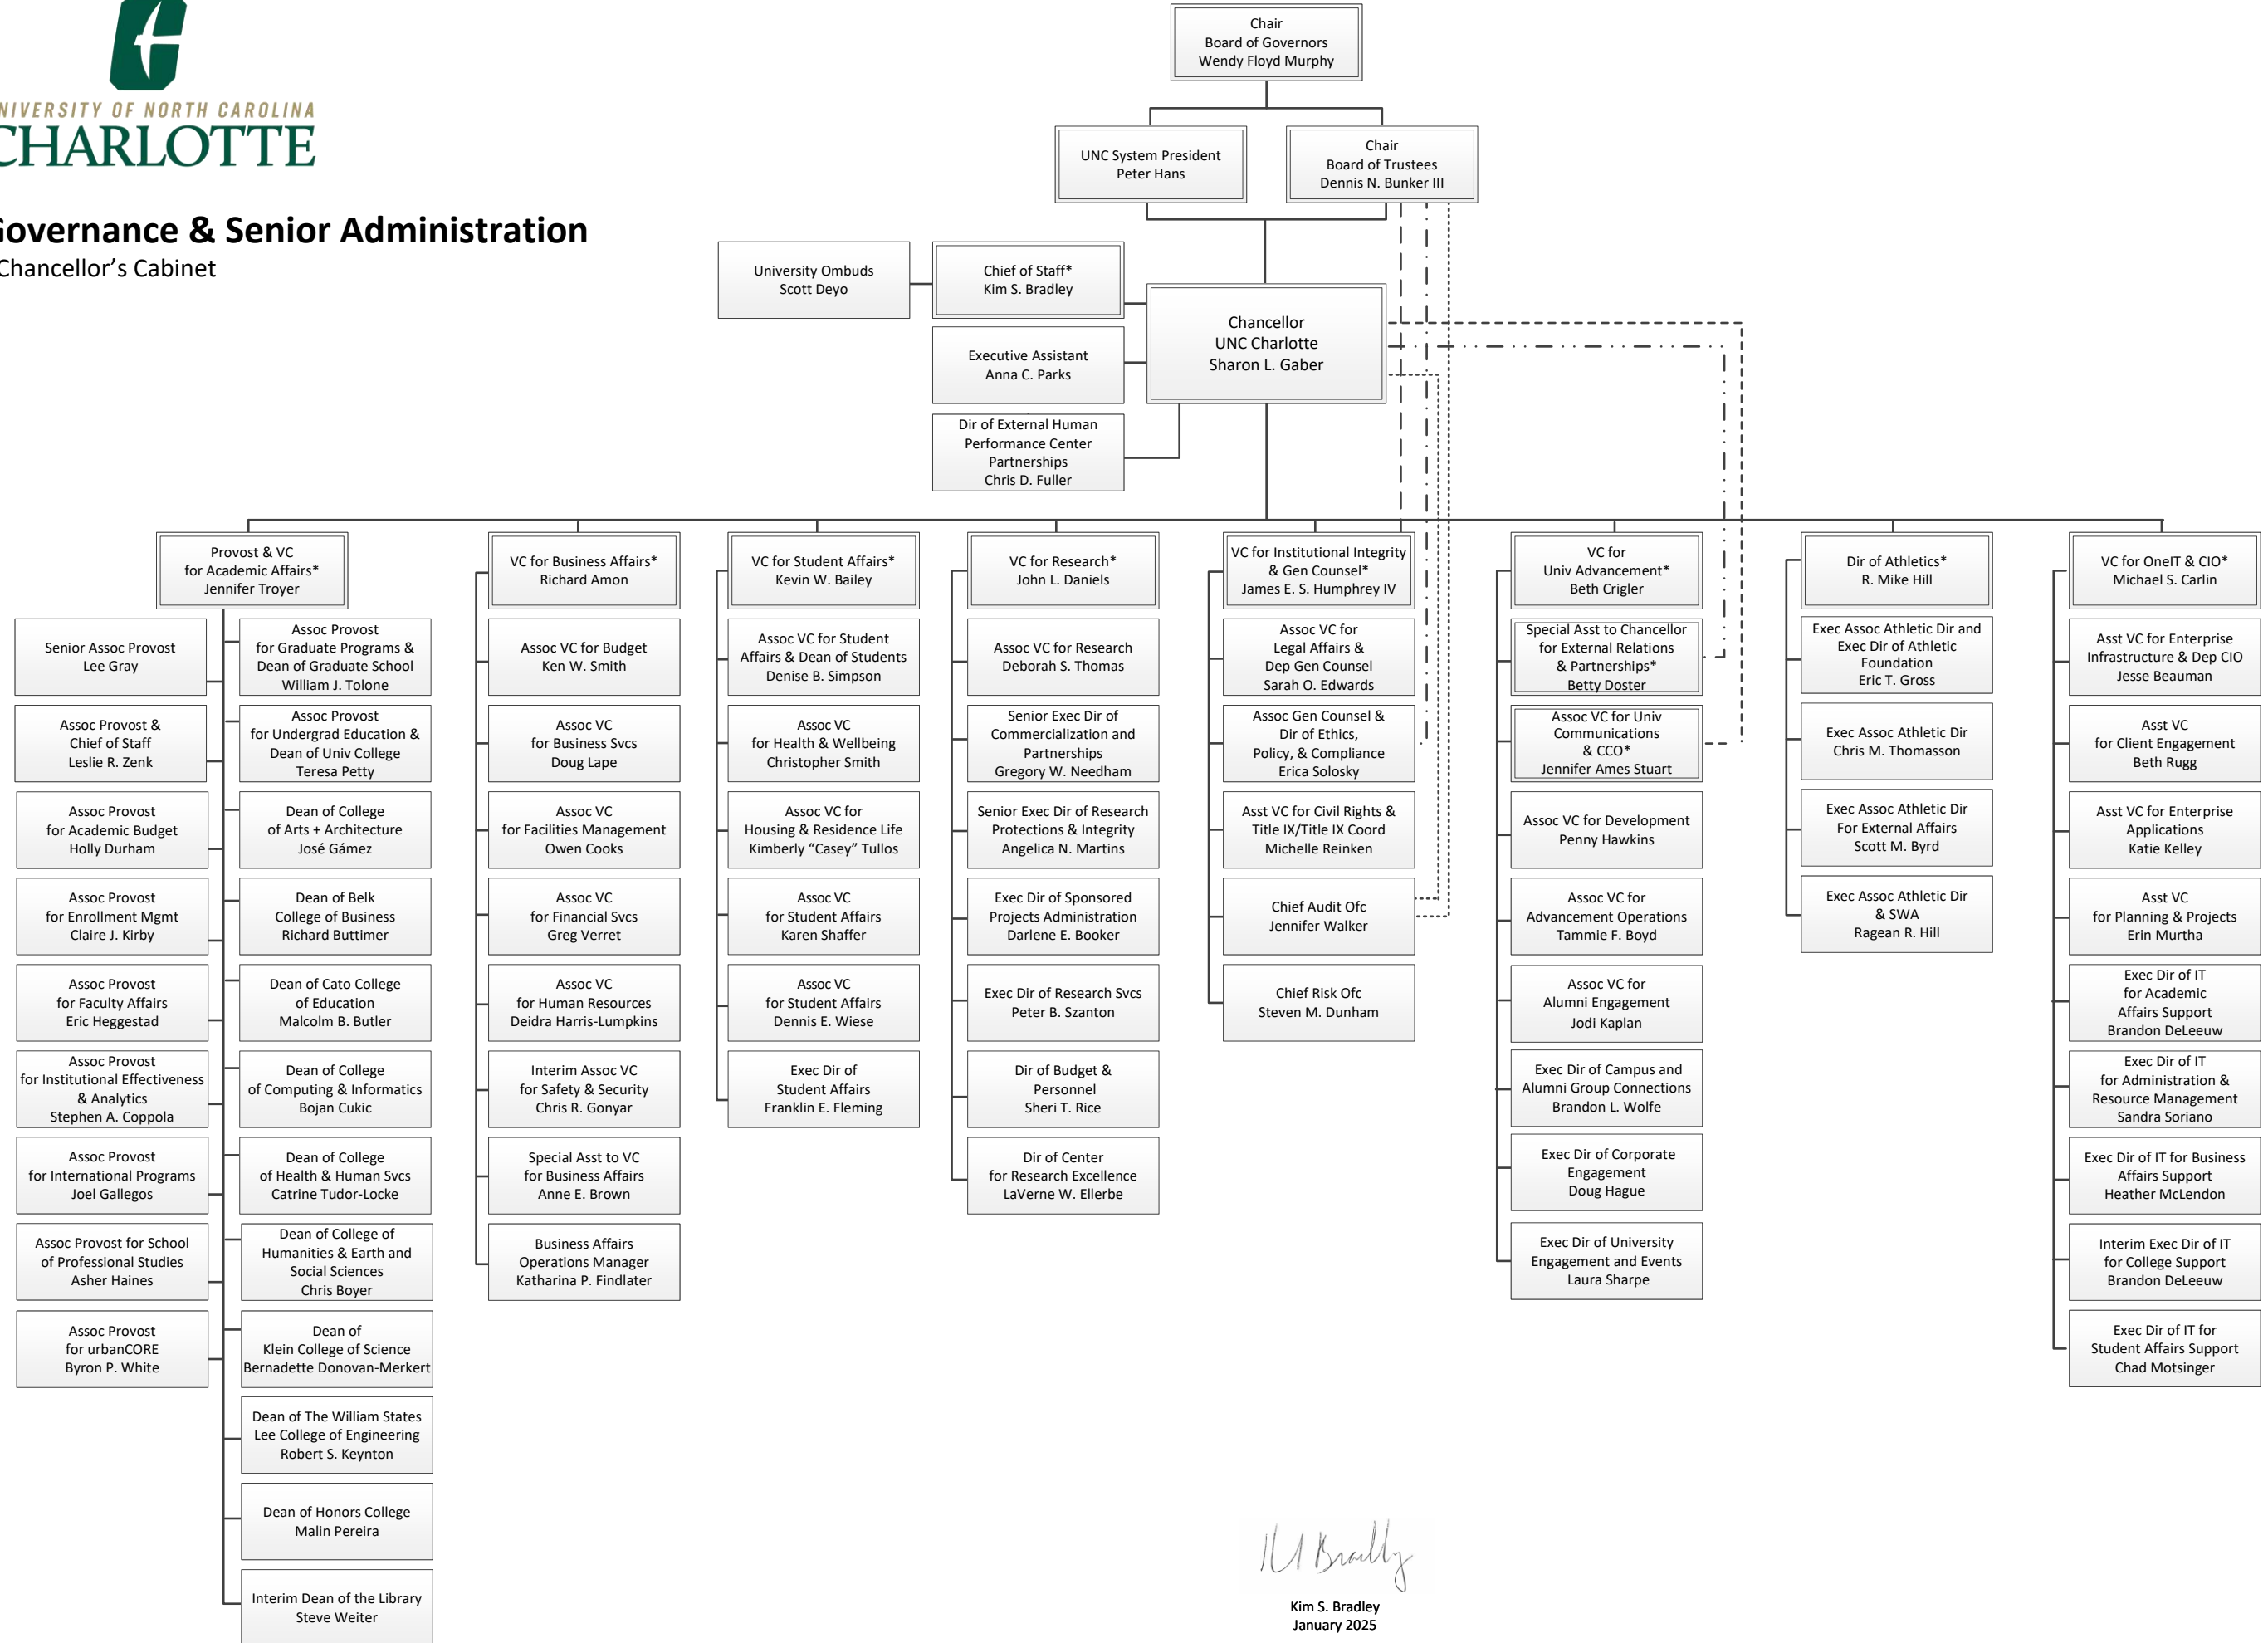 UNIVERSITY OF NORTH CAROLINA
CHARLOTTE
Governance & Senior Administration
Chancellor's Cabinet
Chair
Board of Governors
Wendy Floyd Murphy
UNC System President
Peter Hans
Chair
Board of Trustees
Dennis N. Bunker III
University Ombuds
Scott Deyo
Chief of Staff*
Kim S. Bradley
Chancellor
UNC Charlotte
Sharon L. Gaber
Executive Assistant
Anna C. Parks
Dir of External Human
Performance Center
Partnerships
Chris D. Fuller
Provost & VC
for Academic Affairs*
Jennifer Troyer
Senior Assoc Provost
Lee Gray
Assoc Provost &
Chief of Staff
Leslie R. Zenk
Assoc Provost
for Academic Budget
Holly Durham
Assoc Provost
for Enrollment Mgmt
Claire J. Kirby
Assoc Provost
for Faculty Affairs
Eric Heggestad
Assoc Provost
for Institutional Effectiveness
& Analytics
Stephen A. Coppola
Assoc Provost
for International Programs
Joel Gallegos
Assoc Provost for School
of Professional Studies
Asher Haines
Assoc Provost
for urbanCORE
Byron P. White
Assoc Provost
for Graduate Programs &
Dean of Graduate School
William J. Tolone
Assoc Provost
for Undergrad Education &
Dean of Univ College
Teresa Petty
Dean of College
of Arts + Architecture
José Gámez
Dean of Belk
College of Business
Richard Buttimer
Dean of Cato College
of Education
Malcolm B. Butler
Dean of College
of Computing & Informatics
Bojan Cukic
Dean of College
of Health & Human Svcs
Catrine Tudor-Locke
Dean of College of
Humanities & Earth and
Social Sciences
Chris Boyer
Dean of
Klein College of Science
Bernadette Donovan-Merkert
Dean of The William States
Lee College of Engineering
Robert S. Keynton
Dean of Honors College
Malin Pereira
Interim Dean of the Library
Steve Weiter
VC for Business Affairs*
Richard Amon
Assoc VC for Budget
Ken W. Smith
Assoc VC
for Business Svcs
Doug Lape
Assoc VC
for Facilities Management
Owen Cooks
Assoc VC
for Financial Svcs
Greg Verret
Assoc VC
for Human Resources
Deidra Harris-Lumpkins
Interim Assoc VC
for Safety & Security
Chris R. Gonyar
Special Asst to VC
for Business Affairs
Anne E. Brown
Business Affairs
Operations Manager
Katharina P. Findlater
VC for Student Affairs*
Kevin W. Bailey
Assoc VC for Student
Affairs & Dean of Students
Denise B. Simpson
Assoc VC
for Health & Wellbeing
Christopher Smith
Assoc VC for
Housing & Residence Life
Kimberly “Casey” Tullos
Assoc VC
for Student Affairs
Karen Shaffer
Assoc VC
for Student Affairs
Dennis E. Wiese
Exec Dir of
Student Affairs
Franklin E. Fleming
VC for Research*
John L. Daniels
Assoc VC for Research
Deborah S. Thomas
Senior Exec Dir of
Commercialization and
Partnerships
Gregory W. Needham
Senior Exec Dir of Research
Protections & Integrity
Angelica N. Martins
Exec Dir of Sponsored
Projects Administration
Darlene E. Booker
Exec Dir of Research Svcs
Peter B. Szanton
Dir of Budget &
Personnel
Sheri T. Rice
Dir of Center
for Research Excellence
LaVerne W. Ellerbe
VC for Institutional Integrity
& Gen Counsel*
James E. S. Humphrey IV
Assoc VC for
Legal Affairs &
Dep Gen Counsel
Sarah O. Edwards
Assoc Gen Counsel &
Dir of Ethics,
Policy, & Compliance
Erica Solosky
Asst VC for Civil Rights &
Title IX/Title IX Coord
Michelle Reinken
Chief Audit Ofc
Jennifer Walker
Chief Risk Ofc
Steven M. Dunham
VC for
Univ Advancement*
Beth Crigler
Special Asst to Chancellor
for External Relations
& Partnerships*
Betty Doster
Assoc VC for Univ
Communications
& CCO*
Jennifer Ames Stuart
Assoc VC for Development
Penny Hawkins
Assoc VC for
Advancement Operations
Tammie F. Boyd
Assoc VC for
Alumni Engagement
Jodi Kaplan
Exec Dir of Campus and
Alumni Group Connections
Brandon L. Wolfe
Exec Dir of Corporate
Engagement
Doug Hague
Exec Dir of University
Engagement and Events
Laura Sharpe
Dir of Athletics*
R. Mike Hill
Exec Assoc Athletic Dir and
Exec Dir of Athletic
Foundation
Eric T. Gross
Exec Assoc Athletic Dir
Chris M. Thomasson
Exec Assoc Athletic Dir
For External Affairs
Scott M. Byrd
Exec Assoc Athletic Dir
& SWA
Ragean R. Hill
VC for OneIT & CIO*
Michael S. Carlin
Asst VC for Enterprise
Infrastructure & Dep CIO
Jesse Beauman
Asst VC
for Client Engagement
Beth Rugg
Asst VC for Enterprise
Applications
Katie Kelley
Asst VC
for Planning & Projects
Erin Murtha
Exec Dir of IT
for Academic
Affairs Support
Brandon DeLeeuw
Exec Dir of IT
for Administration &
Resource Management
Sandra Soriano
Exec Dir of IT for Business
Affairs Support
Heather McLendon
Interim Exec Dir of IT
for College Support
Brandon DeLeeuw
Exec Dir of IT for
Student Affairs Support
Chad Motsinger
Kim S. Bradley
January 2025